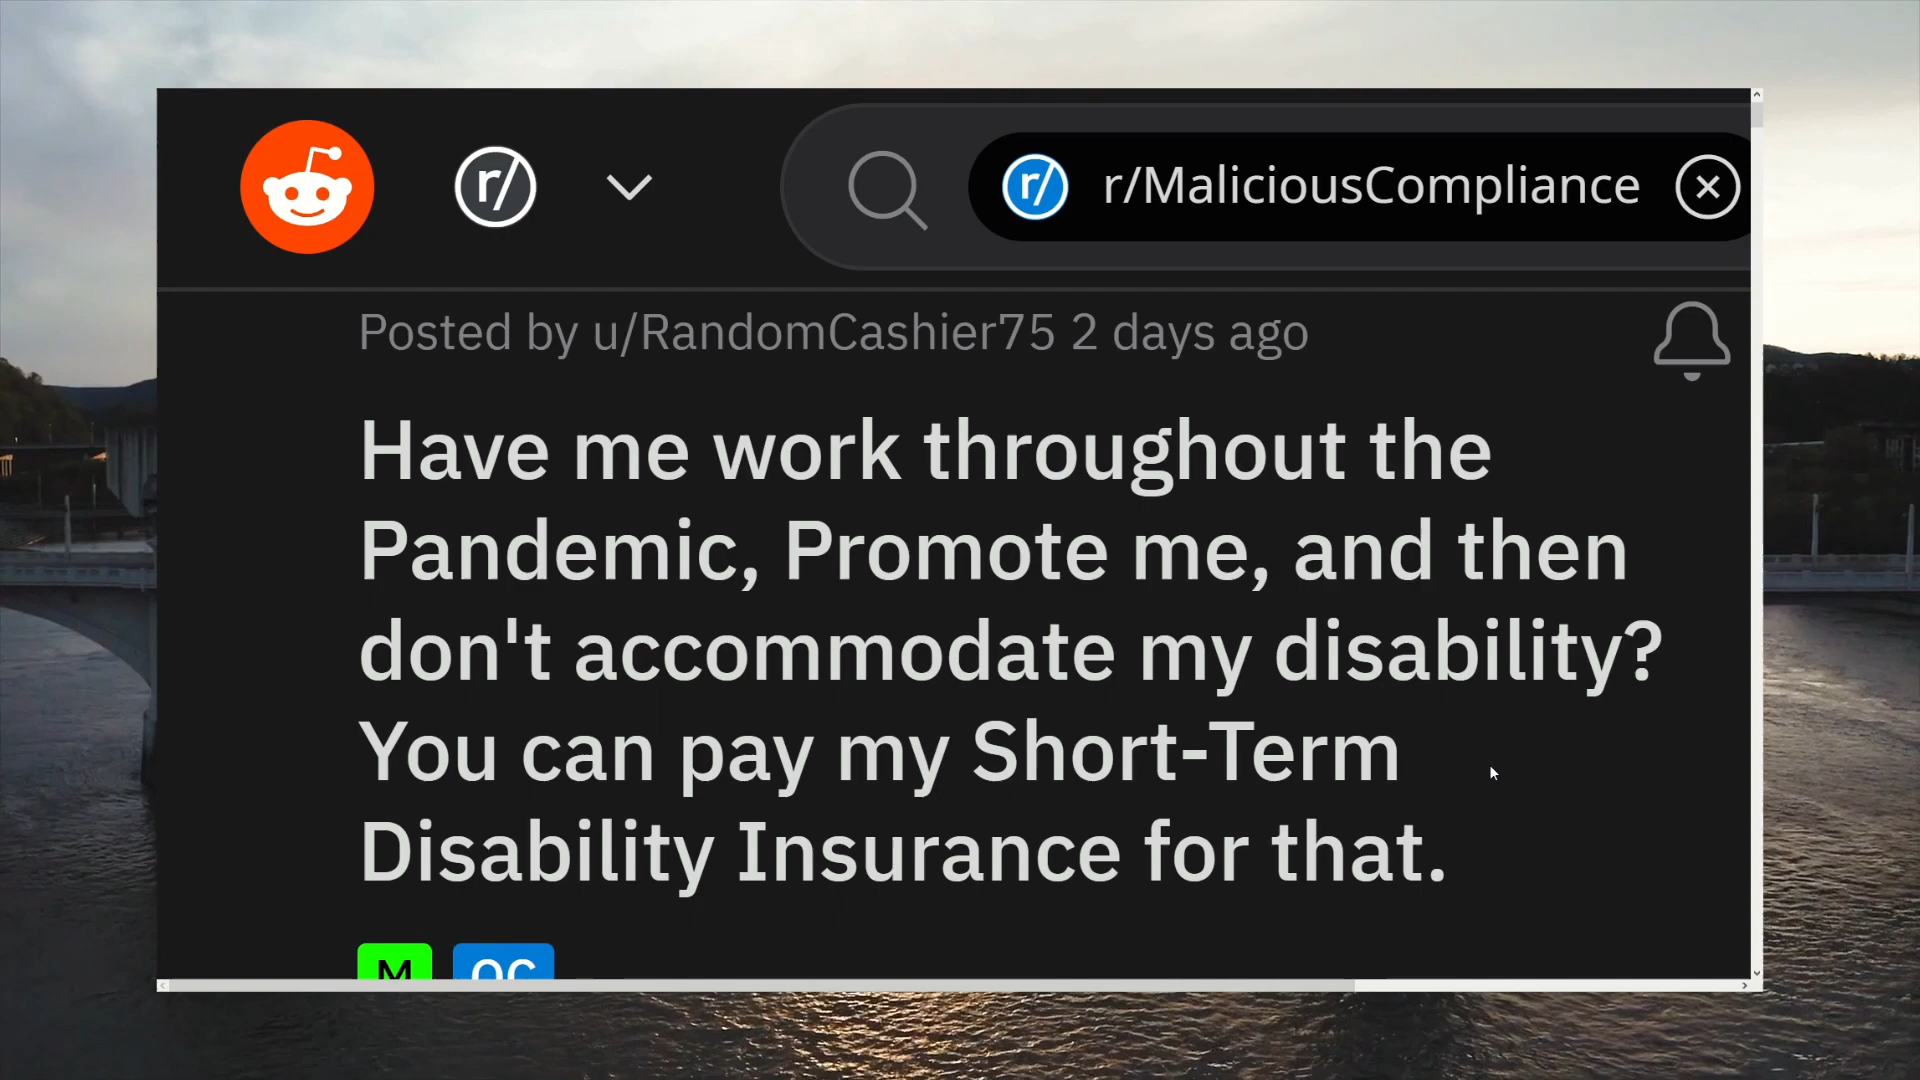 r/ r/ r/MaliciousCompliance
Posted by u/RandomCashier75 2 days ago
Have me work throughout the
Pandemic, Promote me, and then
don't accommodate my disability?
You can pay my Short-Term
Disability Insurance for that.
M OC